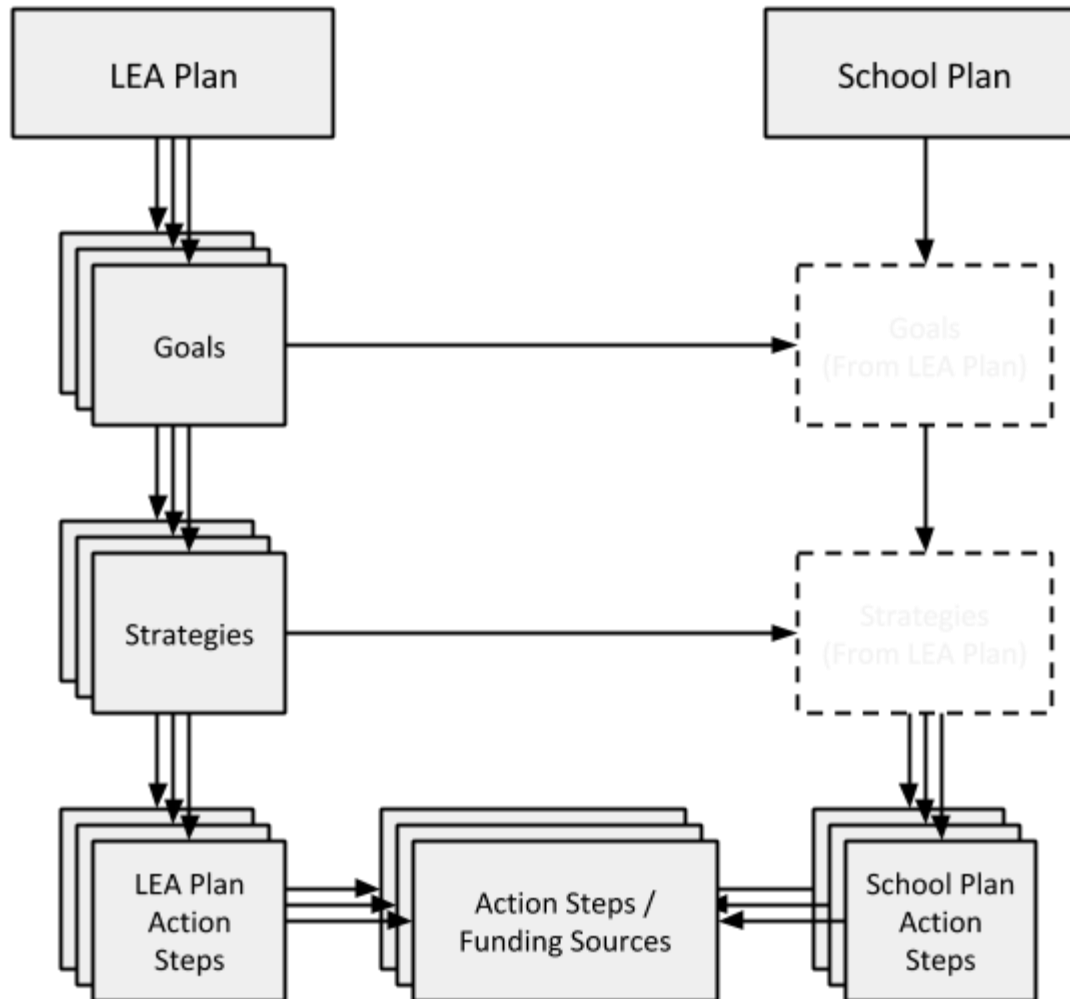 LEA Plan
School Plan
Goals
Goals
(From LEA Plan)
Strategies
Strategies
(From LEA Plan)
LEA Plan
Action
Steps
Action Steps /
Funding Sources
School Plan
Action
Steps